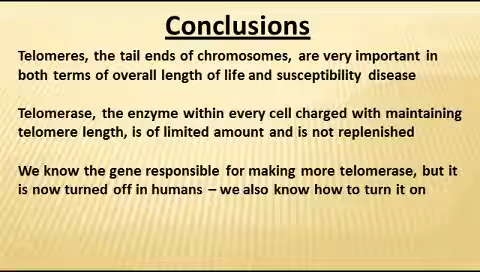 Conclusions
Telomeres, the tail ends of chromosomes, are very important in
both terms of overall length of life and susceptibility disease
Telomerase, the enzyme within every cell charged with maintaining
telomere length, is of limited amount and is not replenished
We know the gene responsible for making more telomerase, but it
is now turned off in humans – we also know how to turn it on